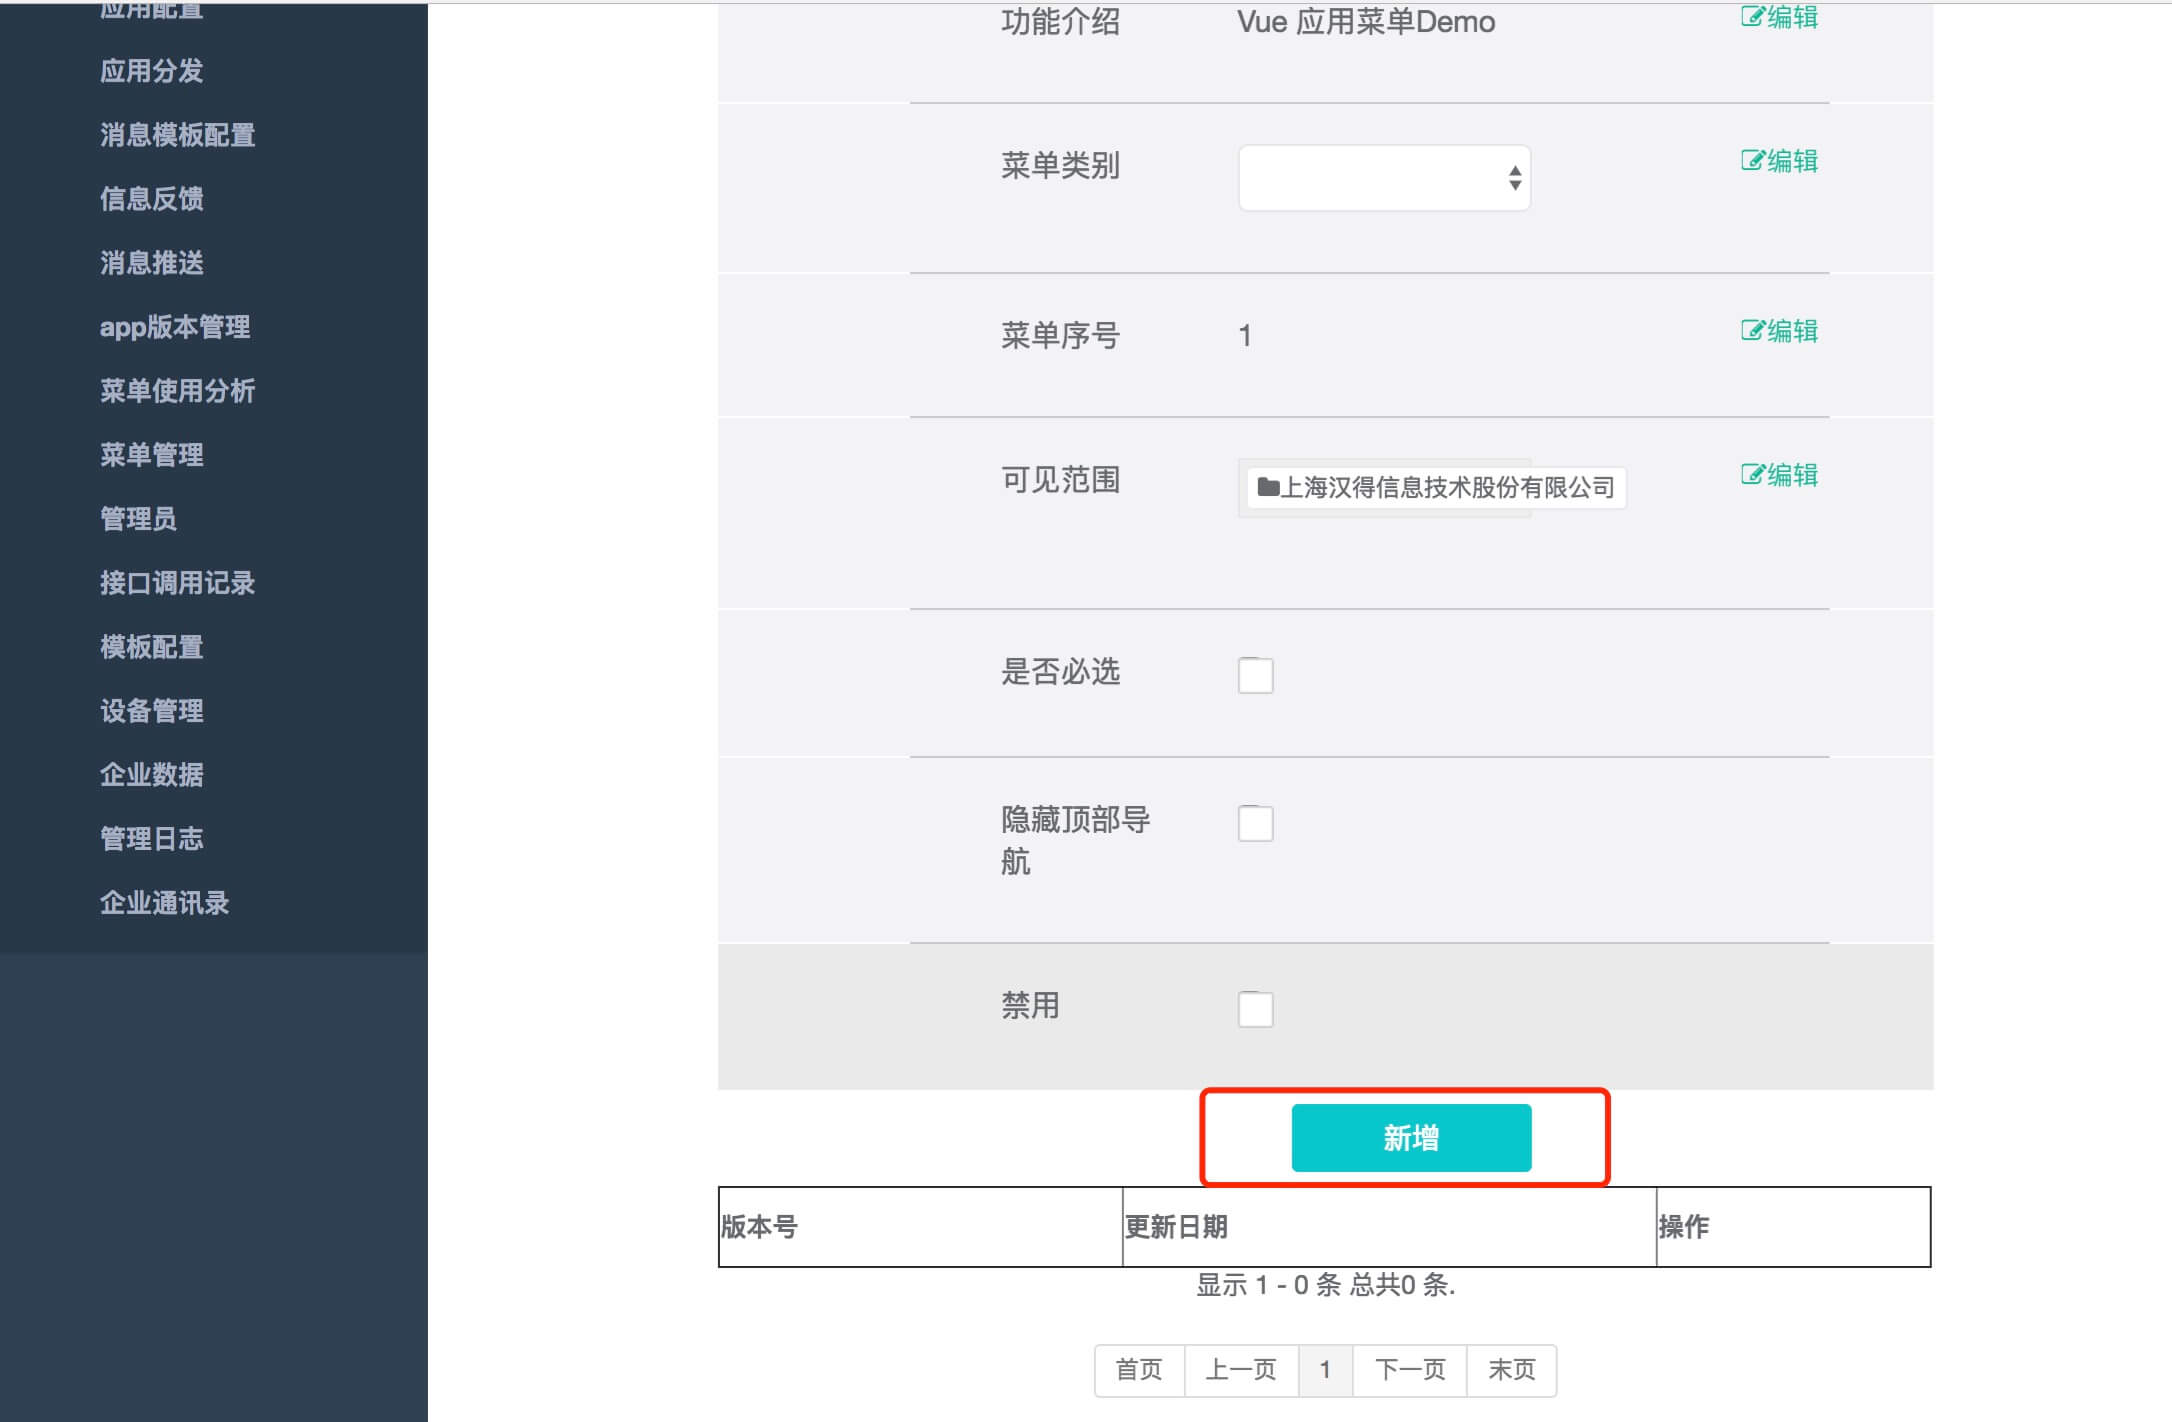 应用配置
应用分发
消息模板配置
信息反馈
消息推送
app版本管理
菜单使用分析
菜单管理
管理员
接口调用记录
模板配置
设备管理
企业数据
管理日志
企业通讯录
功能介绍 Vue 应用菜单Demo 编辑
菜单类别 编辑
菜单序号 1 编辑
可见范围 上海汉得信息技术股份有限公司 编辑
是否必选
隐藏顶部导
航
禁用
新增
版本号 更新日期 操作
显示 1 - 0 条 总共0 条.
首页 上一页 1 下一页 末页